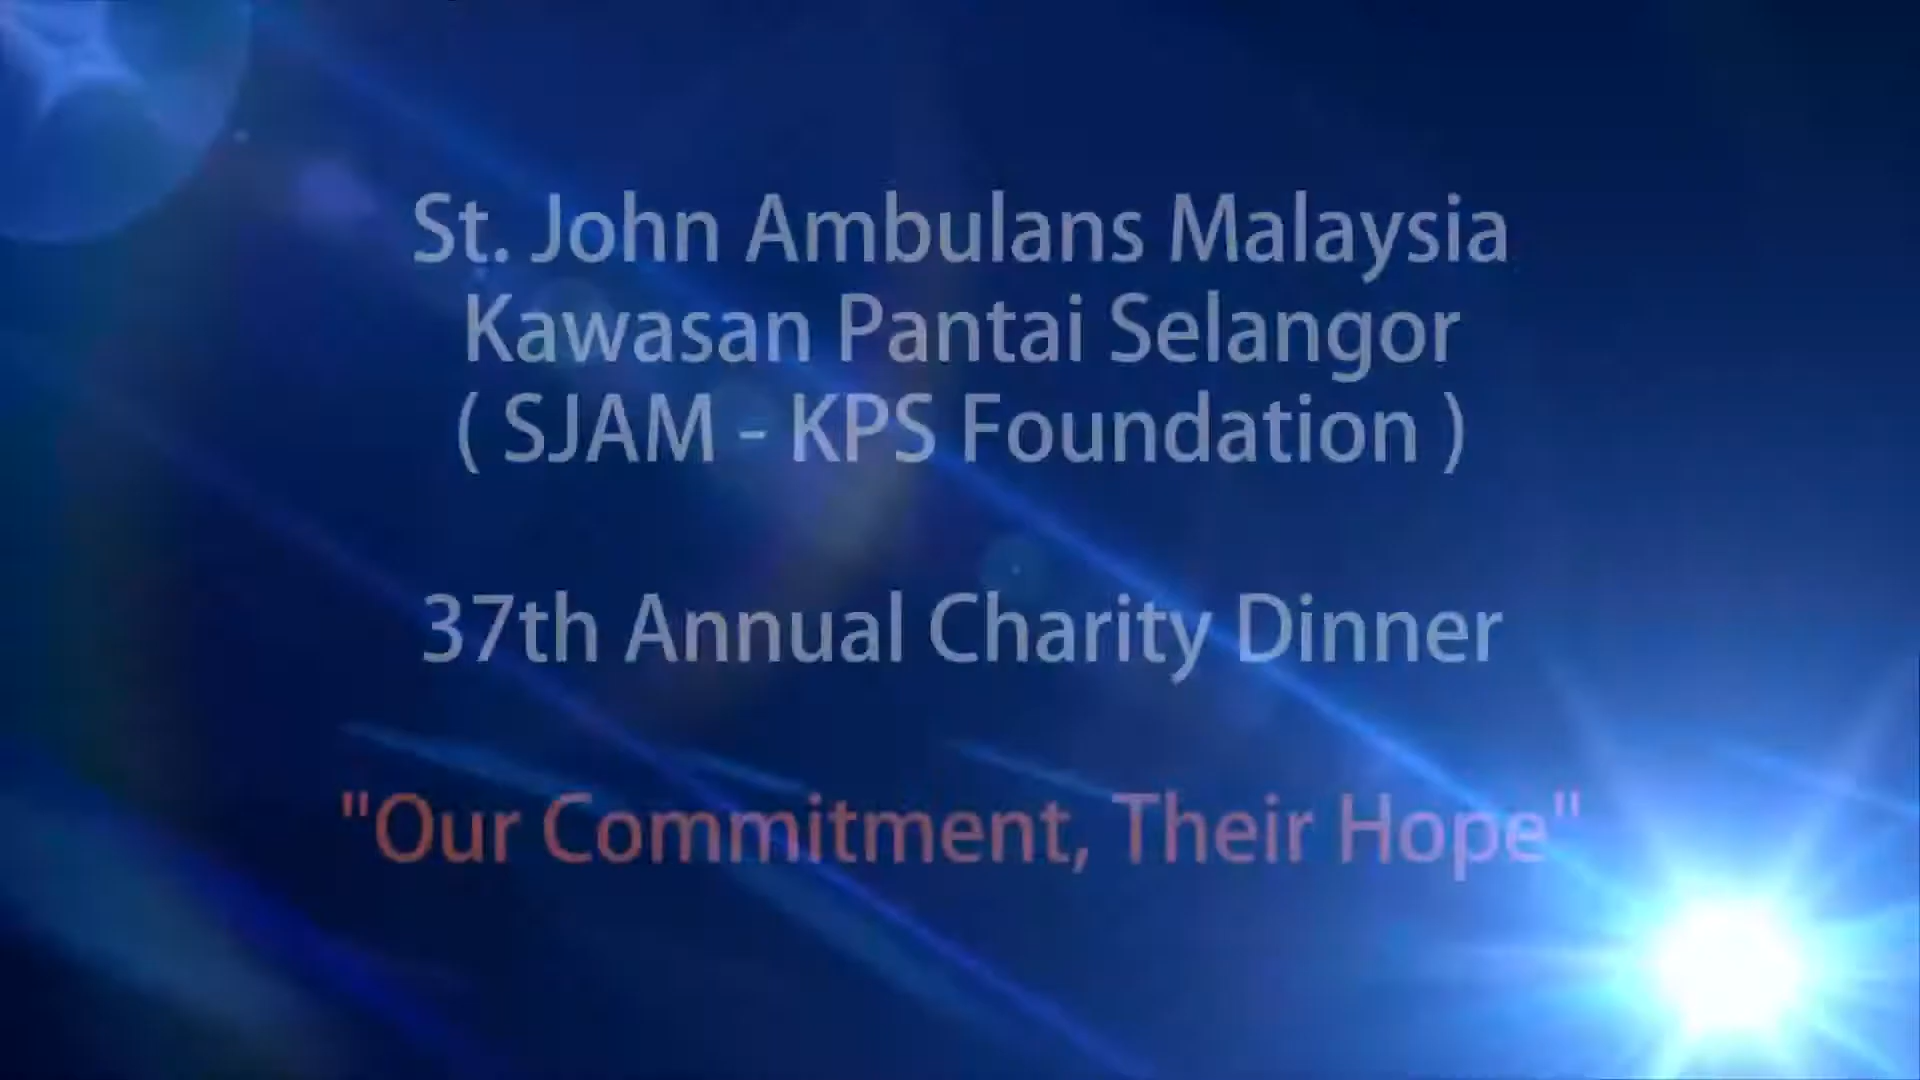 St. John Ambulans Malaysia
Kawasan Pantai Selangor
( SJAM - KPS Foundation )
37th Annual Charity Dinner
"Our Commitment, Their Hope"